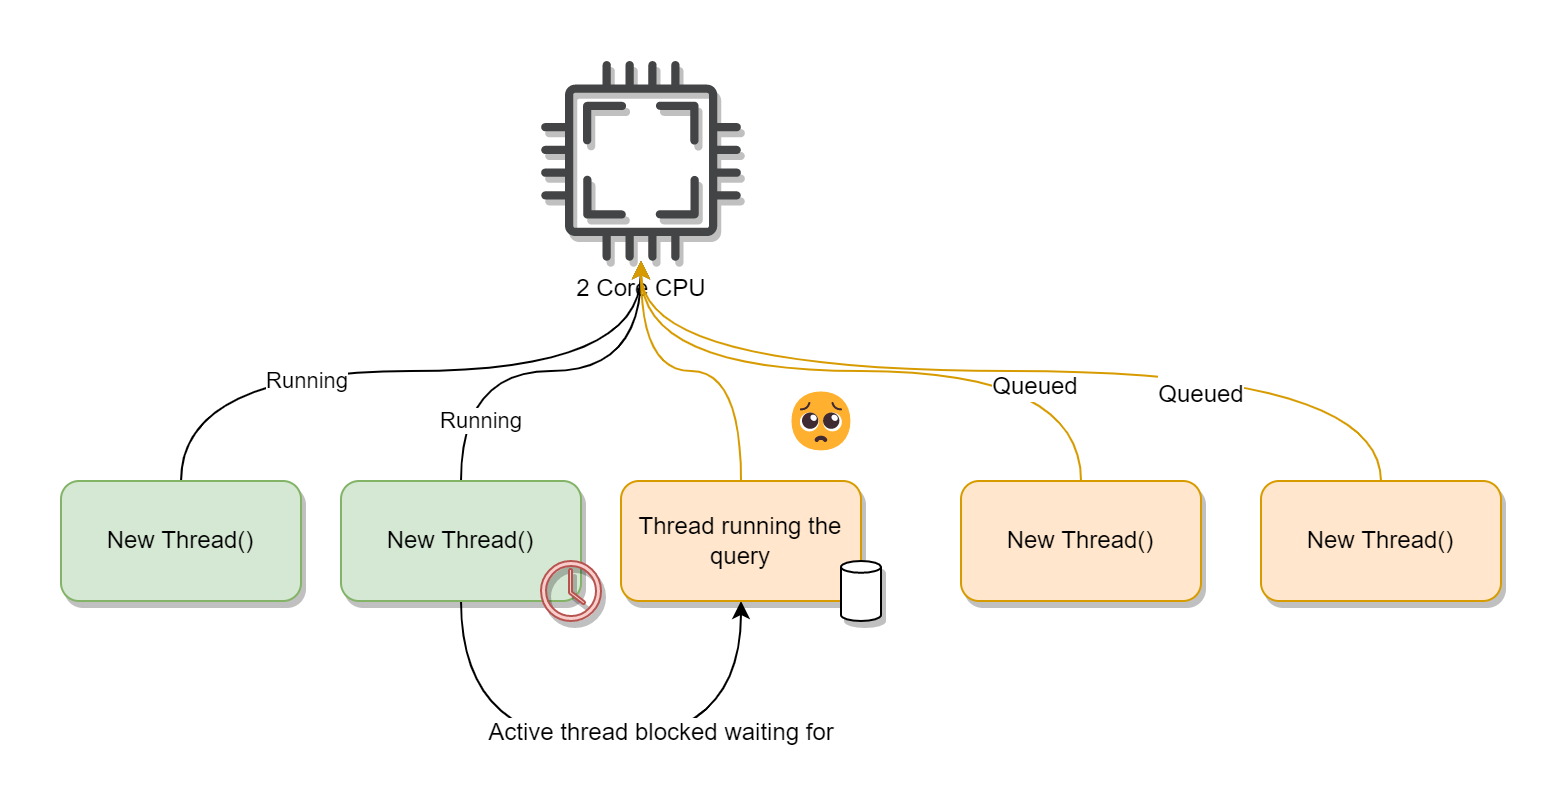 2 Core CPU
Running
Queued
Queued
Running
New Thread()
New Thread()
Thread running the
query
New Thread()
New Thread()
Active thread blocked waiting for